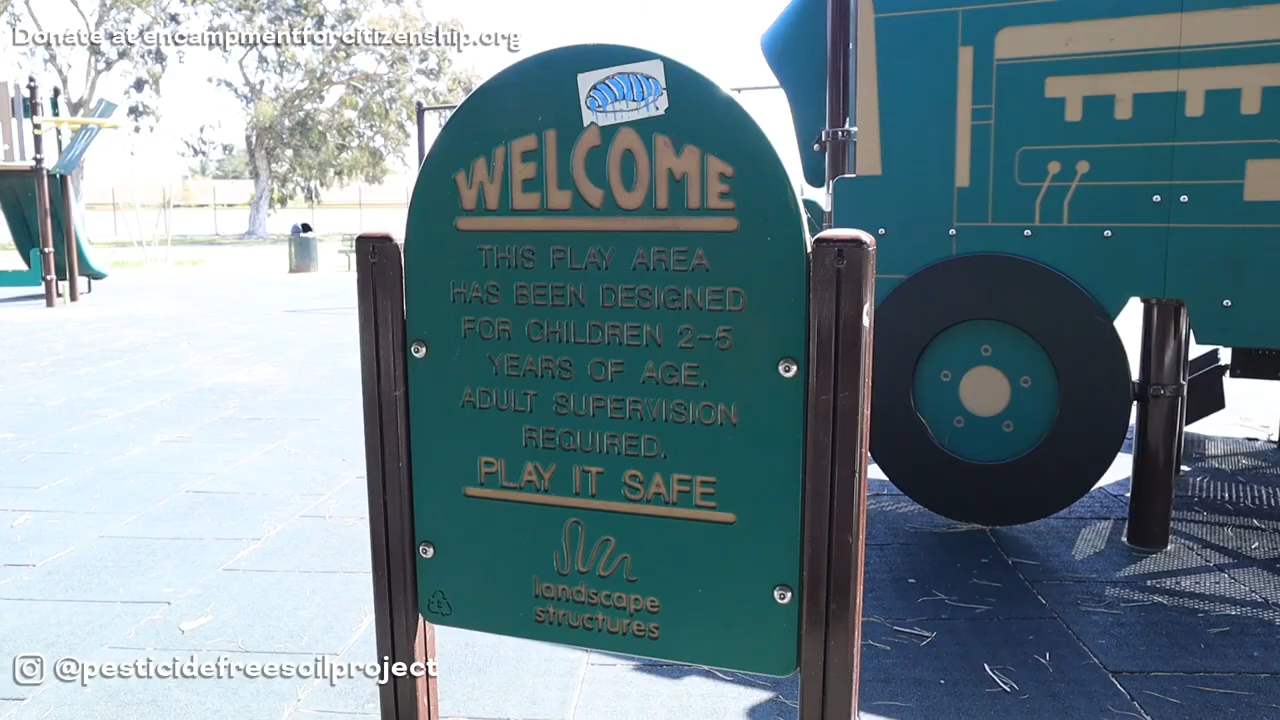 Donate at encampmentforcitizenship.org
WELCOME
THIS PLAY AREA
HAS BEEN DESIGNED
FOR CHILDREN 2-5
YEARS OF AGE.
ADULT SUPERVISION
REQUIRED.
PLAY IT SAFE
landscape
structures
@pesticidefreesoilproject